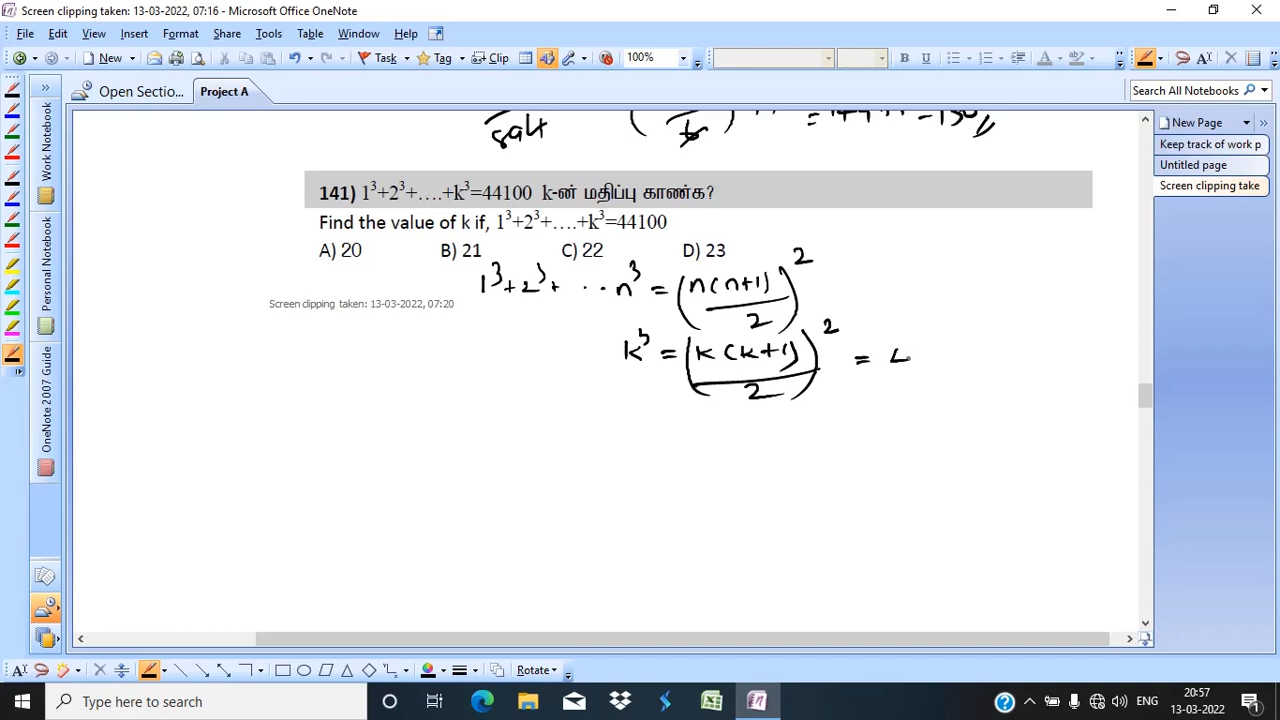 Screen clipping taken: 13-03-2022, 07:16 - Microsoft Office OneNote
File Edit View Insert Format Share Tools Table Window Help
Back New Task Tag Clip 100% B U
Open Sectio... Project A Search All Notebooks
New Page
Keep track of work p
Untitled page
Screen clipping take
Work Notebook
Personal Notebook
OneNote 2007 Guide
salt
141) 1³+2³+….+k³=44100 k-ன் மதிப்பு காண்க?
Find the value of k if, 1³+2³+….+k³=44100
A) 20 B) 21 C) 22 D) 23
1³+2³+ ... n³ = (n(n+1)/2)²
Screen clipping taken: 13-03-2022, 07:20
k³ = (k(k+1)/2)² = 4
Rotate
Type here to search
ENG 20:57
13-03-2022